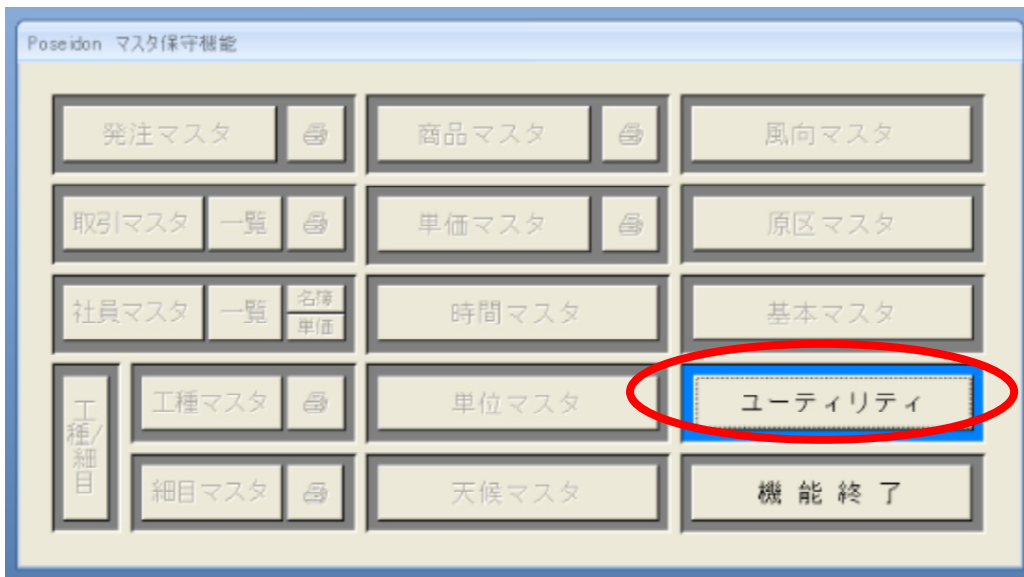 Poseidon マスタ保守機能
発注マスタ
商品マスタ
風向マスタ
取引マスタ 一覧
単価マスタ
原区マスタ
社員マスタ 一覧 名簿 単価
時間マスタ
基本マスタ
工種/細目
工種マスタ
単位マスタ
ユーティリティ
細目マスタ
天候マスタ
機 能 終 了